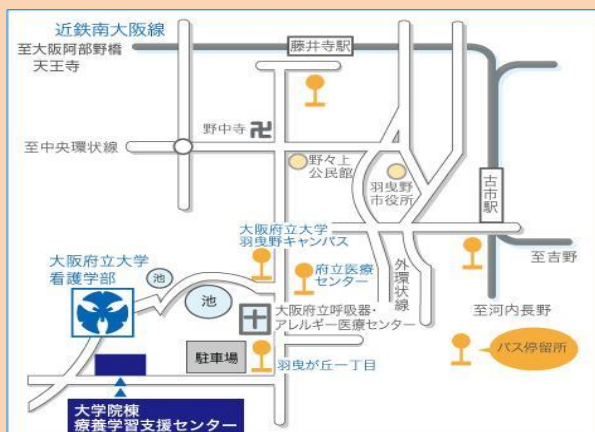 近鉄南大阪線
至大阪阿部野橋
天王寺
藤井寺駅
野中寺
至中央環状線
野々上
公民館
羽曳野
市役所
古市駅
大阪府立大学
羽曳野キャンパス
外環状線
至吉野
大阪府立大学
看護学部
池
池
府立医療
センター
大阪府立呼吸器・
アレルギー医療センター
至河内長野
駐車場
羽曳が丘一丁目
バス停留所
大学院棟
療養学習支援センター